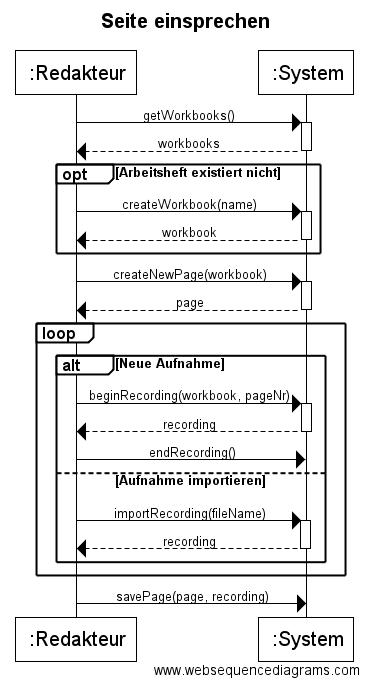 Seite einsprechen
:Redakteur
:System
getWorkbooks()
workbooks
opt
[Arbeitsheft existiert nicht]
createWorkbook(name)
workbook
createNewPage(workbook)
page
loop
alt
[Neue Aufnahme]
beginRecording(workbook, pageNr)
recording
endRecording()
[Aufnahme importieren]
importRecording(fileName)
recording
savePage(page, recording)
:Redakteur
:System
www.websequencediagrams.com